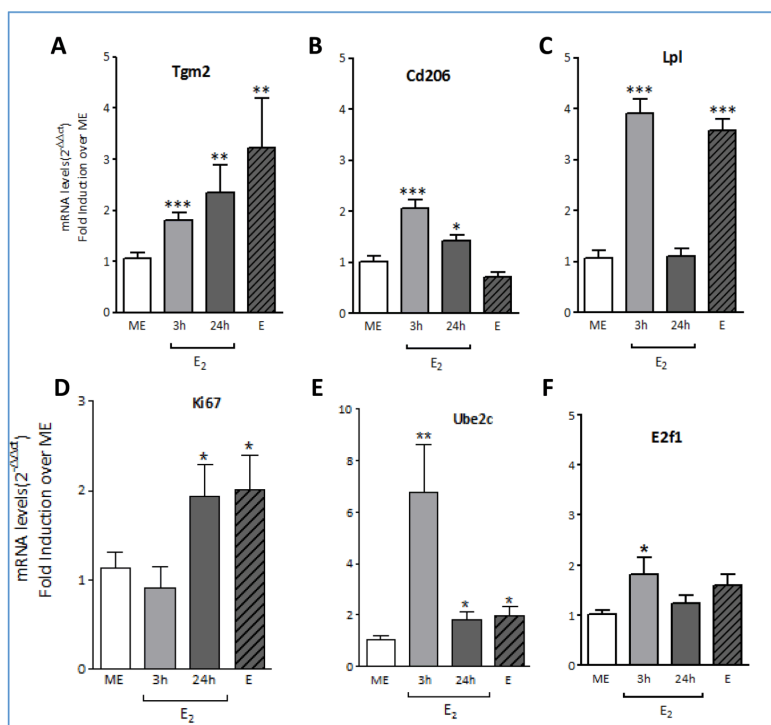 A
B
C
Tgm2
Cd206
Lpl
mRNA levels(2^-ΔΔct)
Fold Induction over ME
5
4
3
2
1
0
**
**
***
ME
3h
24h
E
E₂
5
4
3
2
1
0
***
*
ME
3h
24h
E
E₂
5
4
3
2
1
0
***
***
ME
3h
24h
E
E₂
D
E
F
Ki67
Ube2c
E2f1
mRNA levels(2^-ΔΔct)
Fold Induction over ME
3
2
1
0
*
*
ME
3h
24h
E
E₂
10
8
6
4
2
0
**
*
*
ME
3h
24h
E
E₂
5
4
3
2
1
0
*
ME
3h
24h
E
E₂